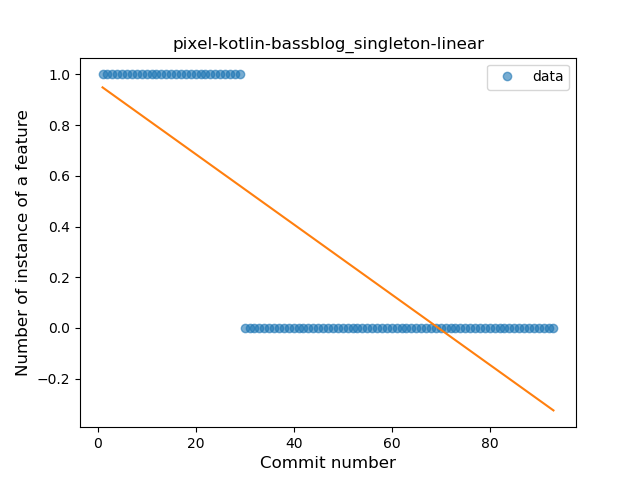 pixel-kotlin-bassblog_singleton-linear
data
Number of instance of a feature
1.0
0.8
0.6
0.4
0.2
0.0
−0.2
0 20 40 60 80
Commit number